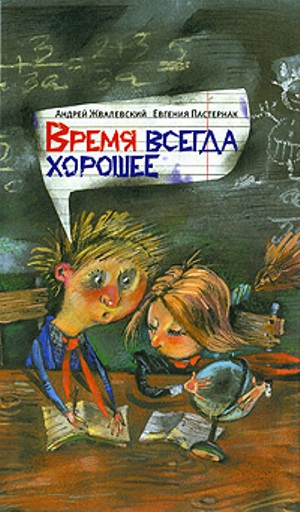 Андрей Жвалевский Евгения Пастернак
Время всегда
хорошее